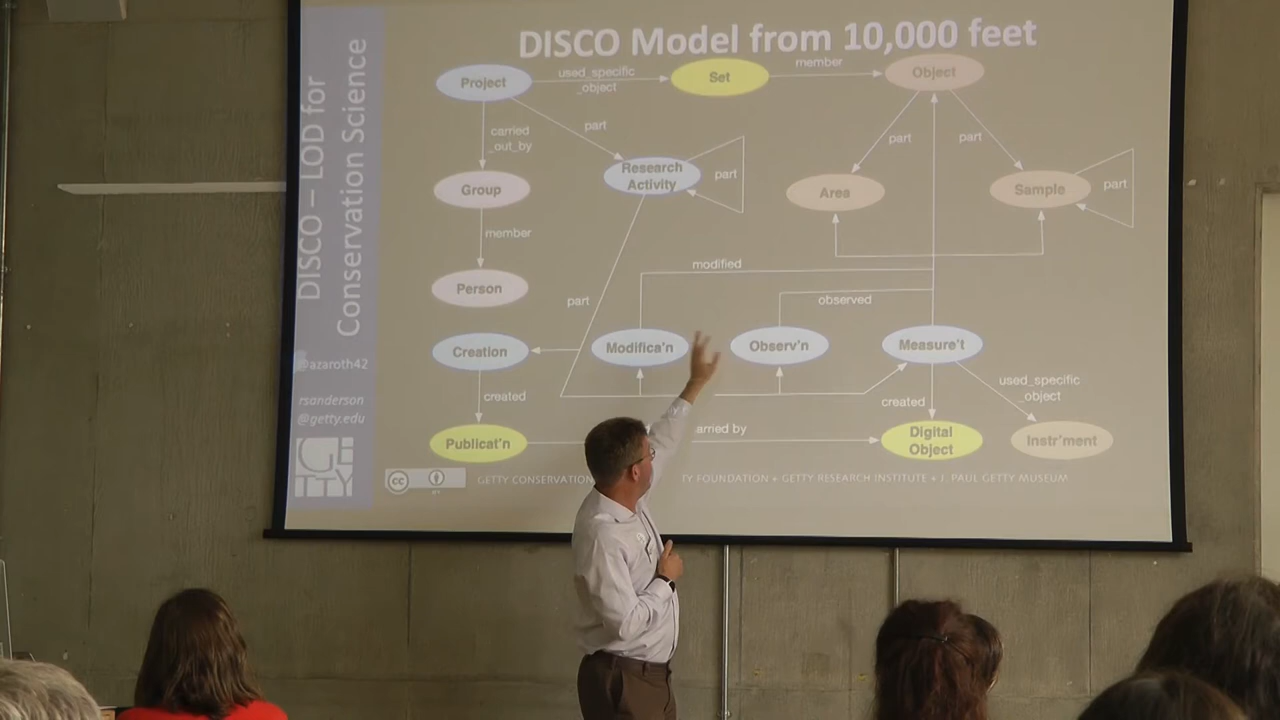 DISCO Model from 10,000 feet
DISCO – LOD for
Conservation Science
@azaroth42
rsanderson
@getty.edu
GE
TTY
Project
used_specific
_object
Set
member
Object
carried
_out_by
part
part
part
Research
Activity
part
Group
Area
Sample
part
member
modified
Person
part
observed
Creation
Modifica'n
Observ'n
Measure't
used_specific
_object
created
created
Publicat'n
arried by
Digital
Object
Instr'ment
cc
GETTY CONSERVATION
TY FOUNDATION + GETTY RESEARCH INSTITUTE + J. PAUL GETTY MUSEUM